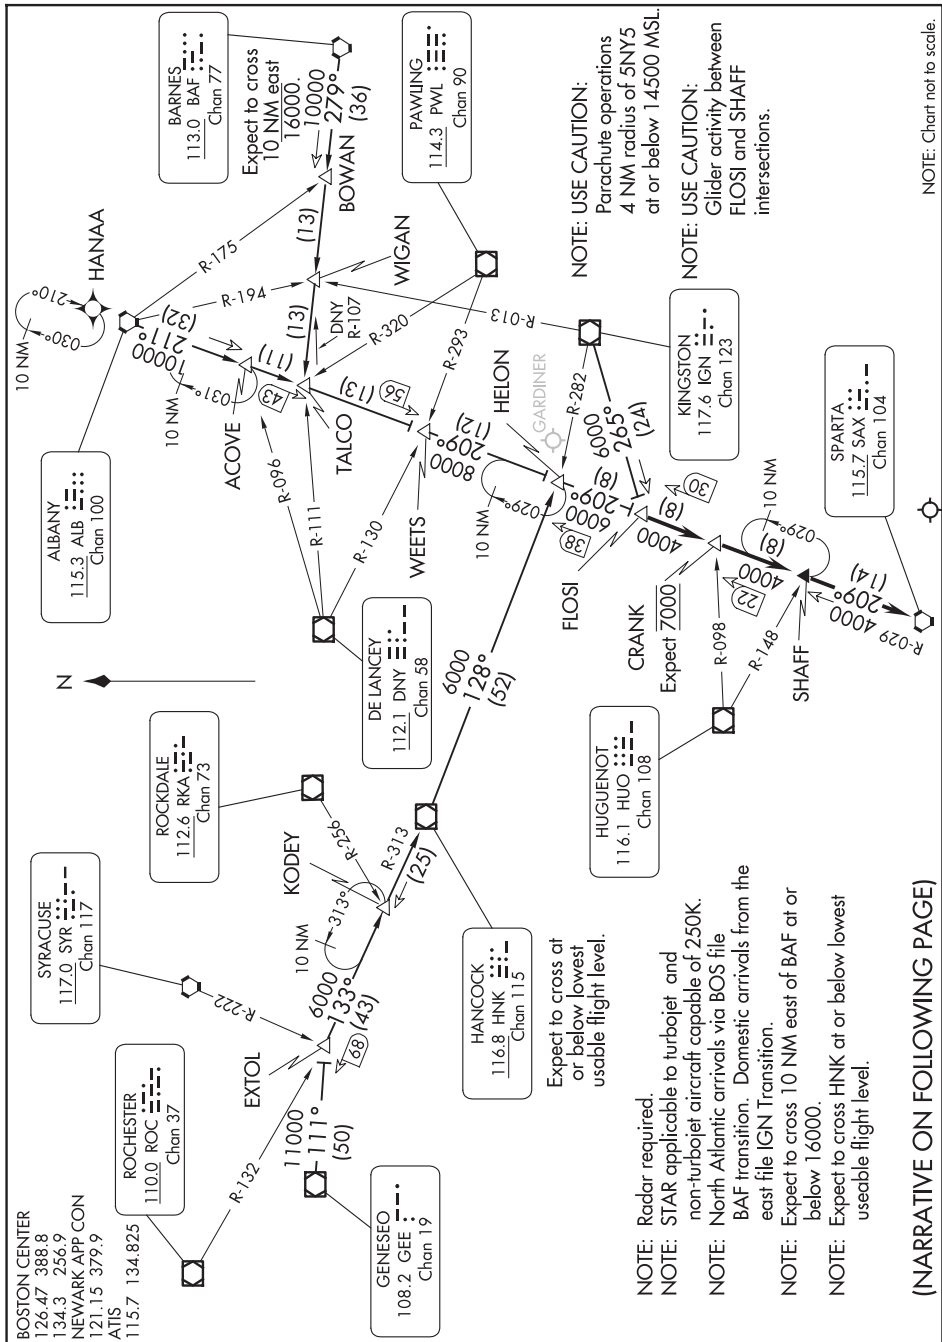 BOSTON CENTER
126.47 388.8
134.3 256.9
NEWARK APP CON
121.15 379.9
ATIS
115.7 134.825
ROCHESTER
110.0 ROC
Chan 37
SYRACUSE
117.0 SYR
Chan 117
ROCKDALE
112.6 RKA
Chan 73
N
ALBANY
115.3 ALB
Chan 100
10 NM
030°
210°
HANAA
BARNES
113.0 BAF
Chan 77
Expect to cross
10 NM east
16000.
10000
279°
(36)
BOWAN
(13)
R-175
R-194
WIGAN
(13)
DNY
R-107
R-320
PAWLING
114.3 PWL
Chan 90
R-293
R-013
10000
211°
(32)
10 NM
031°
ACOVE
(11)
43
TALCO
(13)
56
R-096
R-111
R-130
WEETS
DE LANCEY
112.1 DNY
Chan 58
8000
209°
(12)
10 NM
029°
HELON
GARDINER
R-282
38
6000
209°
(8)
FLOSI
6000
265°
(24)
30
KINGSTON
117.6 IGN
Chan 123
4000
(8)
CRANK
Expect 7000
22
4000
(8)
10 NM
029°
R-098
R-148
SHAFF
4000
209°
(14)
R-029
SPARTA
115.7 SAX
Chan 104
HUGUENOT
116.1 HUO
Chan 108
R-132
R-222
EXTOL
11000
111°
(50)
68
GENESEO
108.2 GEE
Chan 19
6000
133°
(43)
10 NM
313°
KODEY
R-256
R-313
(25)
HANCOCK
116.8 HNK
Chan 115
Expect to cross at
or below lowest
usable flight level.
6000
128°
(52)
NOTE: USE CAUTION:
Parachute operations
4 NM radius of 5NY5
at or below 14500 MSL.
NOTE: USE CAUTION:
Glider activity between
FLOSI and SHAFF
intersections.
NOTE: Radar required.
NOTE: STAR applicable to turbojet and
non-turbojet aircraft capable of 250K.
NOTE: North Atlantic arrivals via BOS file
BAF transition. Domestic arrivals from the
east file IGN Transition.
NOTE: Expect to cross 10 NM east of BAF at or
below 16000.
NOTE: Expect to cross HNK at or below lowest
useable flight level.
(NARRATIVE ON FOLLOWING PAGE)
NOTE: Chart not to scale.